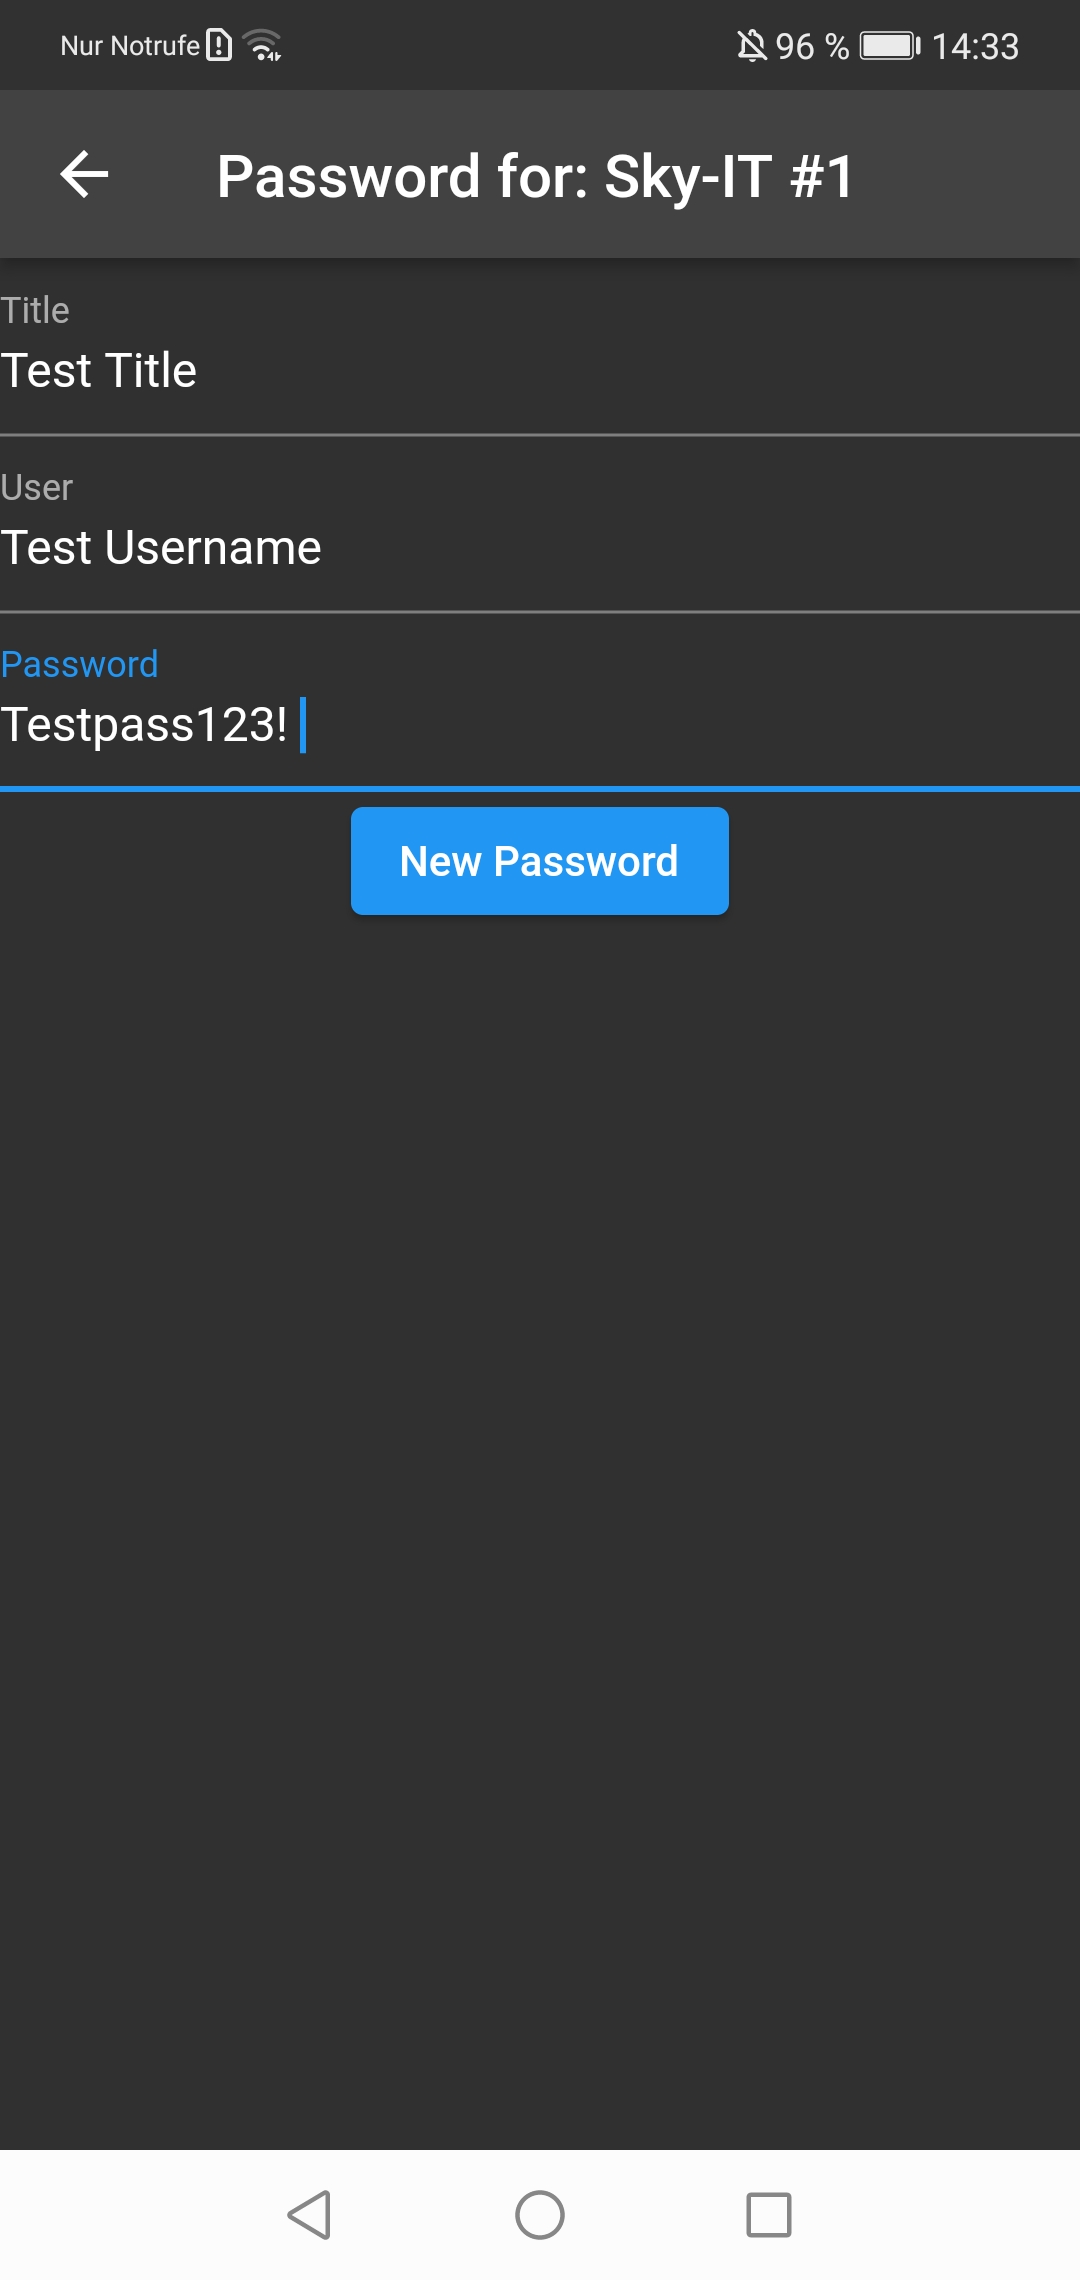 Nur Notrufe 96 % 14:33
Password for: Sky-IT #1
Title
Test Title
User
Test Username
Password
Testpass123!
New Password